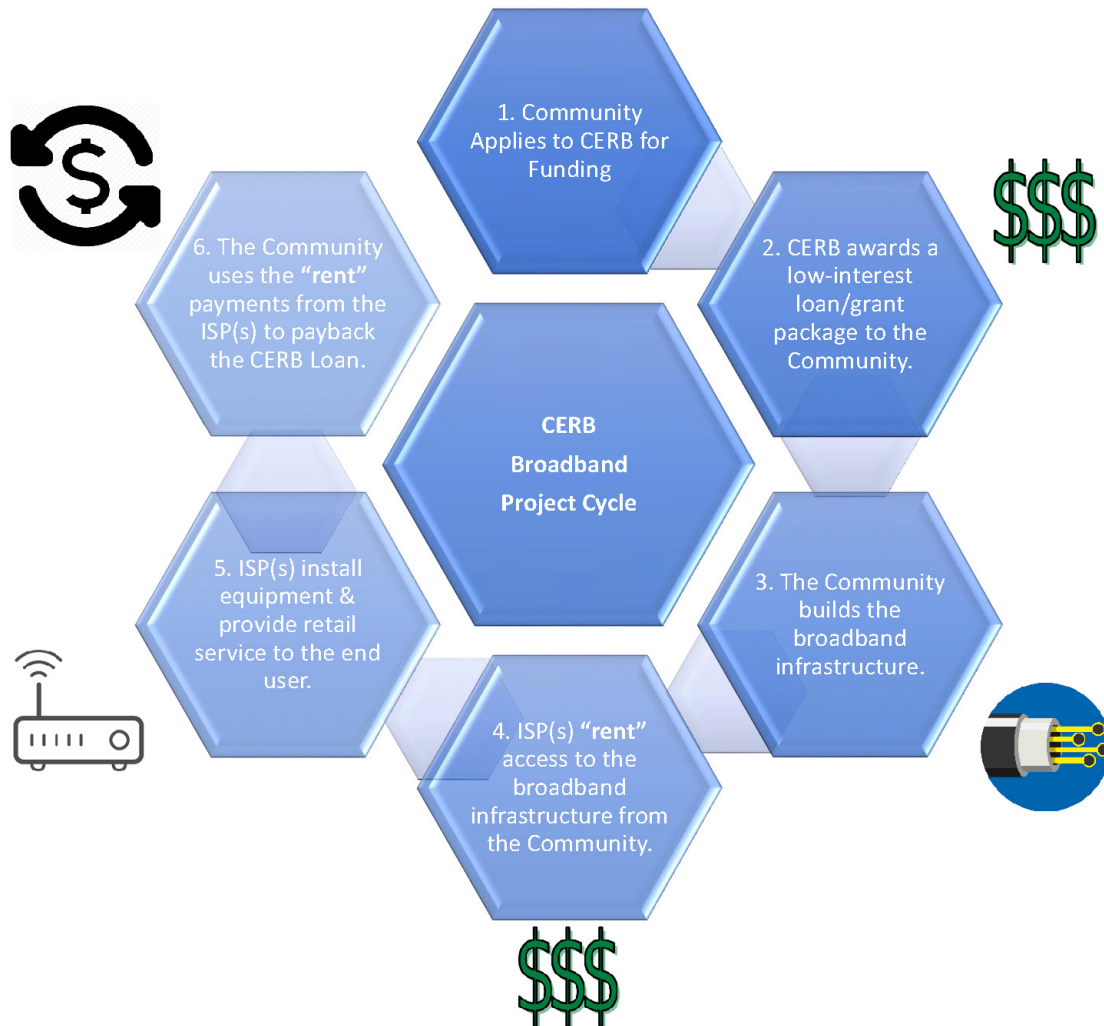 1. Community
Applies to CERB for
Funding
2. CERB awards a
low-interest
loan/grant
package to the
Community.
3. The Community
builds the
broadband
infrastructure.
4. ISP(s) “rent”
access to the
broadband
infrastructure from
the Community.
5. ISP(s) install
equipment &
provide retail
service to the end
user.
6. The Community
uses the “rent”
payments from the
ISP(s) to payback
the CERB Loan.
CERB
Broadband
Project Cycle
$
$$$
$$$